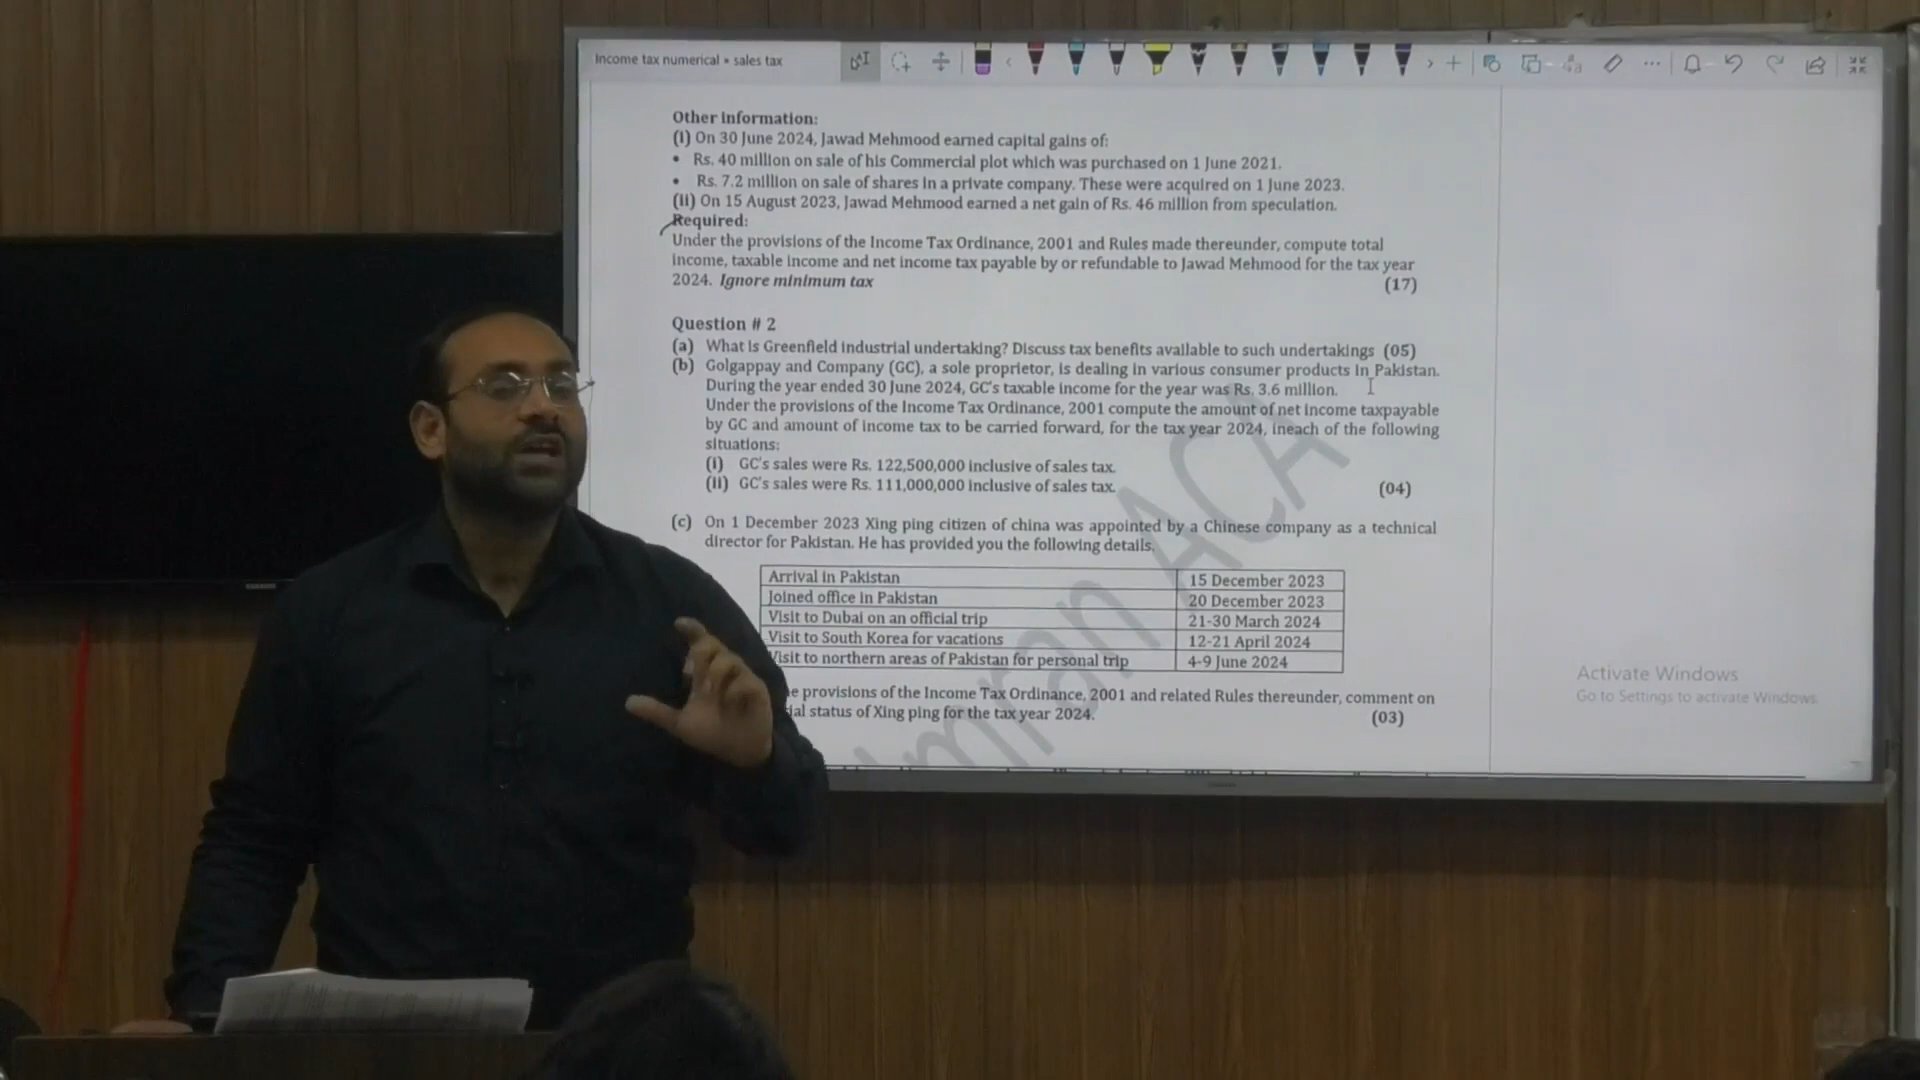 Income tax numerical + sales tax
Other information:
(i) On 30 June 2024, Jawad Mehmood earned capital gains of:
• Rs. 40 million on sale of his Commercial plot which was purchased on 1 June 2021.
• Rs. 7.2 million on sale of shares in a private company. These were acquired on 1 June 2023.
(ii) On 15 August 2023, Jawad Mehmood earned a net gain of Rs. 46 million from speculation.
Required:
Under the provisions of the Income Tax Ordinance, 2001 and Rules made thereunder, compute total
income, taxable income and net income tax payable by or refundable to Jawad Mehmood for the tax year
2024. Ignore minimum tax (17)
Question # 2
(a) What is Greenfield industrial undertaking? Discuss tax benefits available to such undertakings (05)
(b) Golgappay and Company (GC), a sole proprietor, is dealing in various consumer products in Pakistan.
During the year ended 30 June 2024, GC's taxable income for the year was Rs. 3.6 million.
Under the provisions of the Income Tax Ordinance, 2001 compute the amount of net income taxpayable
by GC and amount of income tax to be carried forward, for the tax year 2024, ineach of the following
situations:
(i) GC's sales were Rs. 122,500,000 inclusive of sales tax.
(ii) GC's sales were Rs. 111,000,000 inclusive of sales tax. (04)
(c) On 1 December 2023 Xing ping citizen of china was appointed by a Chinese company as a technical
director for Pakistan. He has provided you the following details.
Arrival in Pakistan 15 December 2023
Joined office in Pakistan 20 December 2023
Visit to Dubai on an official trip 21-30 March 2024
Visit to South Korea for vacations 12-21 April 2024
Visit to northern areas of Pakistan for personal trip 4-9 June 2024
provisions of the Income Tax Ordinance, 2001 and related Rules thereunder, comment on
status of Xing ping for the tax year 2024. (03)
Imran ACA
Activate Windows
Go to Settings to activate Windows.